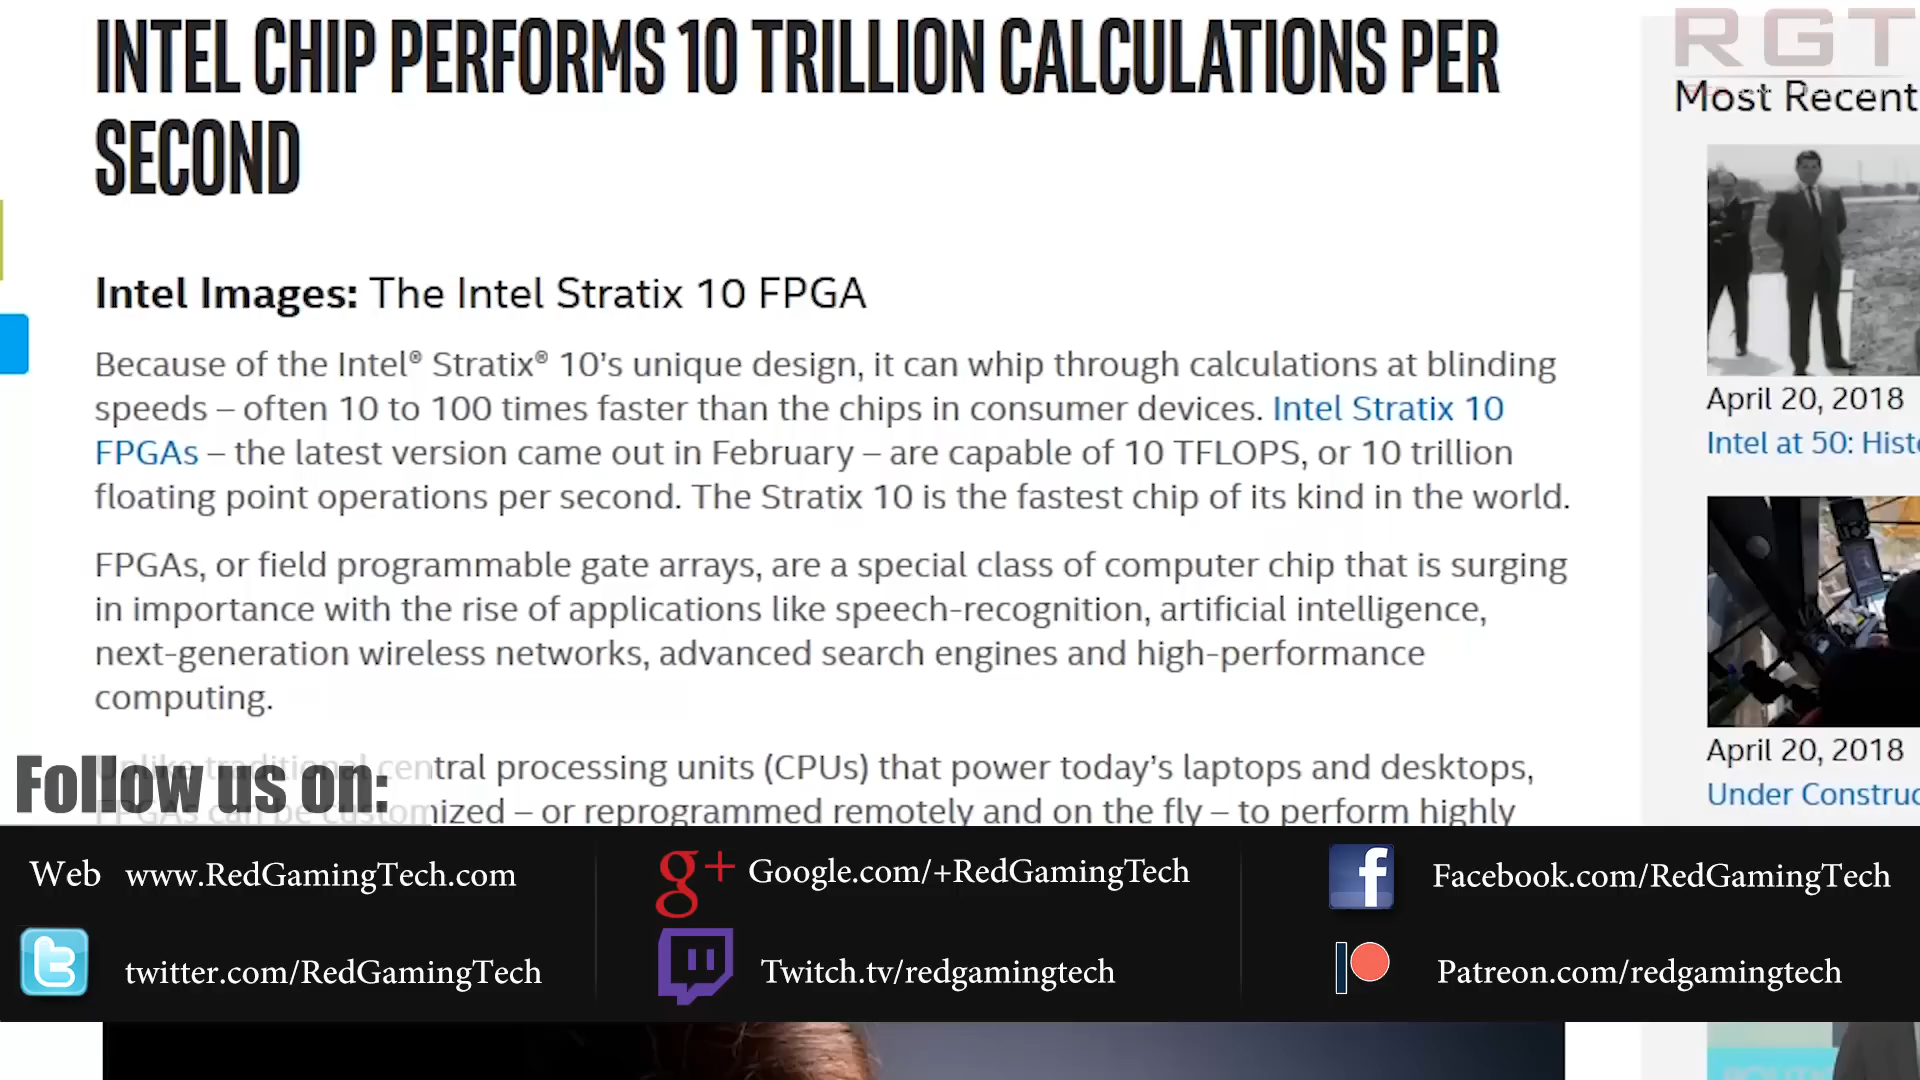 INTEL CHIP PERFORMS 10 TRILLION CALCULATIONS PER
SECOND
Intel Images: The Intel Stratix 10 FPGA
Because of the Intel® Stratix® 10's unique design, it can whip through calculations at blinding
speeds – often 10 to 100 times faster than the chips in consumer devices. Intel Stratix 10
FPGAs – the latest version came out in February – are capable of 10 TFLOPS, or 10 trillion
floating point operations per second. The Stratix 10 is the fastest chip of its kind in the world.
FPGAs, or field programmable gate arrays, are a special class of computer chip that is surging
in importance with the rise of applications like speech-recognition, artificial intelligence,
next-generation wireless networks, advanced search engines and high-performance
computing.
Unlike traditional central processing units (CPUs) that power today's laptops and desktops,
FPGAs can be customized – or reprogrammed remotely and on the fly – to perform highly
RGT
Most Recent
April 20, 2018
Intel at 50: Histo
April 20, 2018
Under Construc
Follow us on:
Web www.RedGamingTech.com
g+ Google.com/+RedGamingTech
f Facebook.com/RedGamingTech
twitter.com/RedGamingTech
Twitch.tv/redgamingtech
Patreon.com/redgamingtech